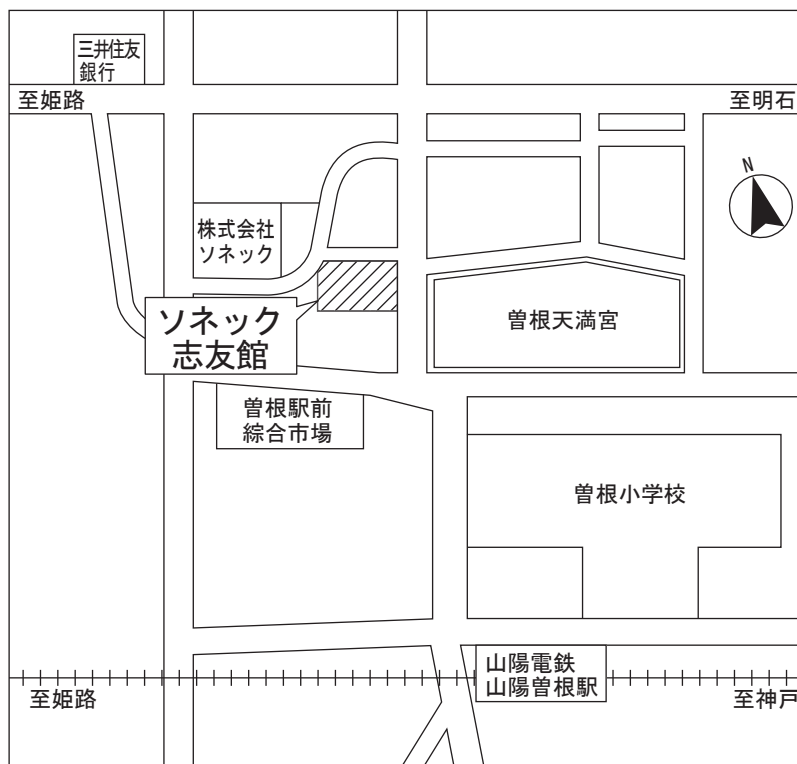 三井住友
銀行
至姫路
至明石
N
株式会社
ソネック
ソネック
志友館
曽根天満宮
曽根駅前
綜合市場
曽根小学校
山陽電鉄
山陽曽根駅
至姫路
至神戸